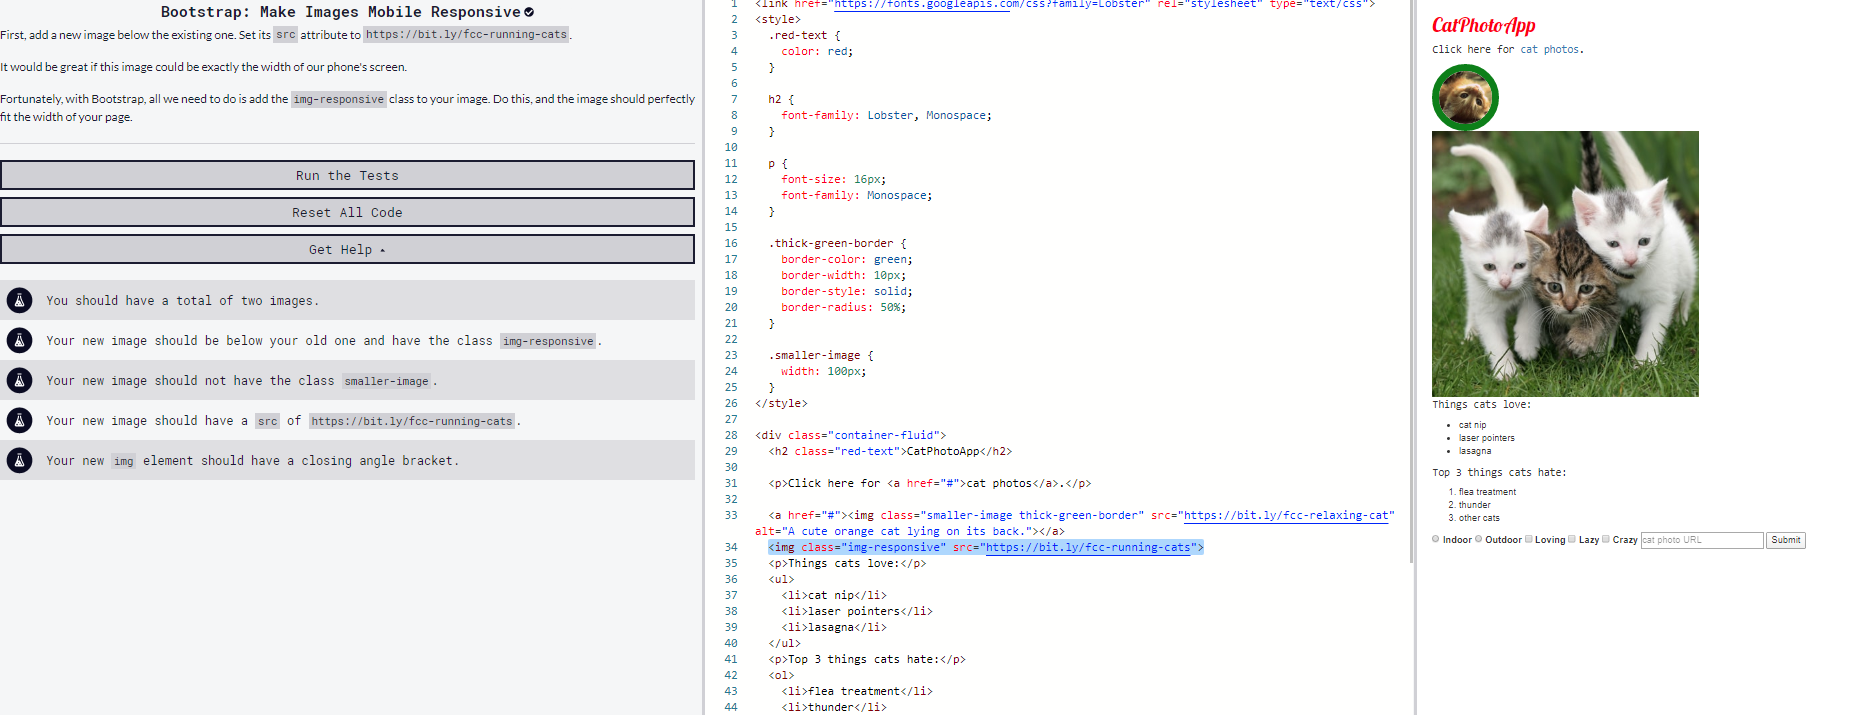 Bootstrap: Make Images Mobile Responsive
First, add a new image below the existing one. Set its src attribute to https://bit.ly/fcc-running-cats.
It would be great if this image could be exactly the width of our phone's screen.
Fortunately, with Bootstrap, all we need to do is add the img-responsive class to your image. Do this, and the image should perfectly
fit the width of your page.
Run the Tests
Reset All Code
Get Help
You should have a total of two images.
Your new image should be below your old one and have the class img-responsive.
Your new image should not have the class smaller-image.
Your new image should have a src of https://bit.ly/fcc-running-cats.
Your new img element should have a closing angle bracket.
1 <link href="https://fonts.googleapis.com/css?family=Lobster" rel="stylesheet" type="text/css">
2 <style>
3 .red-text {
4 color: red;
5 }
6
7 h2 {
8 font-family: Lobster, Monospace;
9 }
10
11 p {
12 font-size: 16px;
13 font-family: Monospace;
14 }
15
16 .thick-green-border {
17 border-color: green;
18 border-width: 10px;
19 border-style: solid;
20 border-radius: 50%;
21 }
22
23 .smaller-image {
24 width: 100px;
25 }
26 </style>
27
28 <div class="container-fluid">
29 <h2 class="red-text">CatPhotoApp</h2>
30
31 <p>Click here for <a href="#">cat photos</a>.</p>
32
33 <a href="#"><img class="smaller-image thick-green-border" src="https://bit.ly/fcc-relaxing-cat"
alt="A cute orange cat lying on its back."></a>
34 <img class="img-responsive" src="https://bit.ly/fcc-running-cats">
35 <p>Things cats love:</p>
36 <ul>
37 <li>cat nip</li>
38 <li>laser pointers</li>
39 <li>lasagna</li>
40 </ul>
41 <p>Top 3 things cats hate:</p>
42 <ol>
43 <li>flea treatment</li>
44 <li>thunder</li>
CatPhotoApp
Click here for cat photos.
Things cats love:
• cat nip
• laser pointers
• lasagna
Top 3 things cats hate:
1. flea treatment
2. thunder
3. other cats
Indoor Outdoor Loving Lazy Crazy cat photo URL Submit